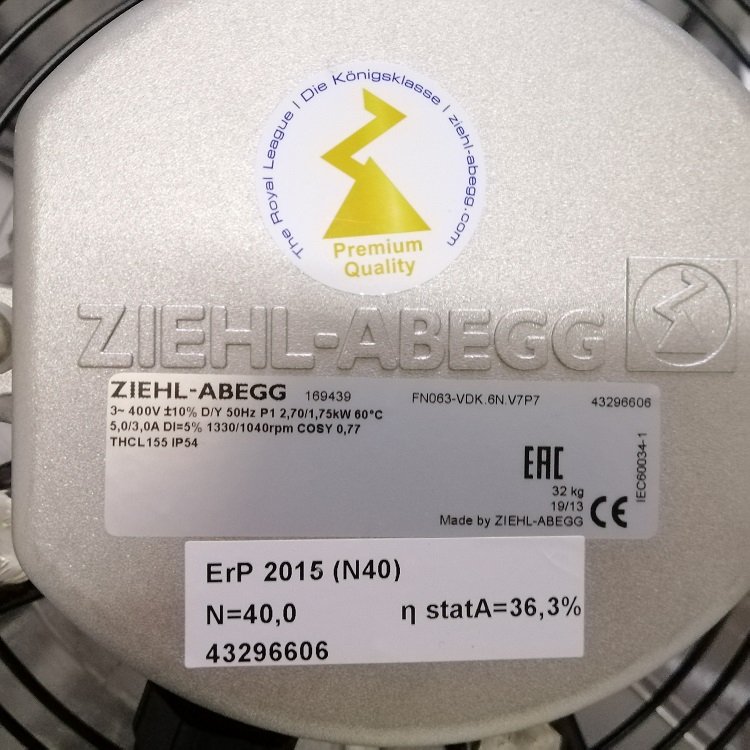 The Royal League I Die Königsklasse I ziehl-abegg.com
Premium
Quality
ZIEHL-ABEGG
ZIEHL-ABEGG 169439 FN063-VDK.6N.V7P7 43296606
3~ 400V ±10% D/Y 50Hz P1 2,70/1,75kW 60°C
5,0/3,0A DI=5% 1330/1040rpm COSY 0,77
THCL155 IP54
EAC
32 kg
19/13
Made by ZIEHL-ABEGG CE
IEC60034-1
ErP 2015 (N40)
N=40,0 η statA=36,3%
43296606